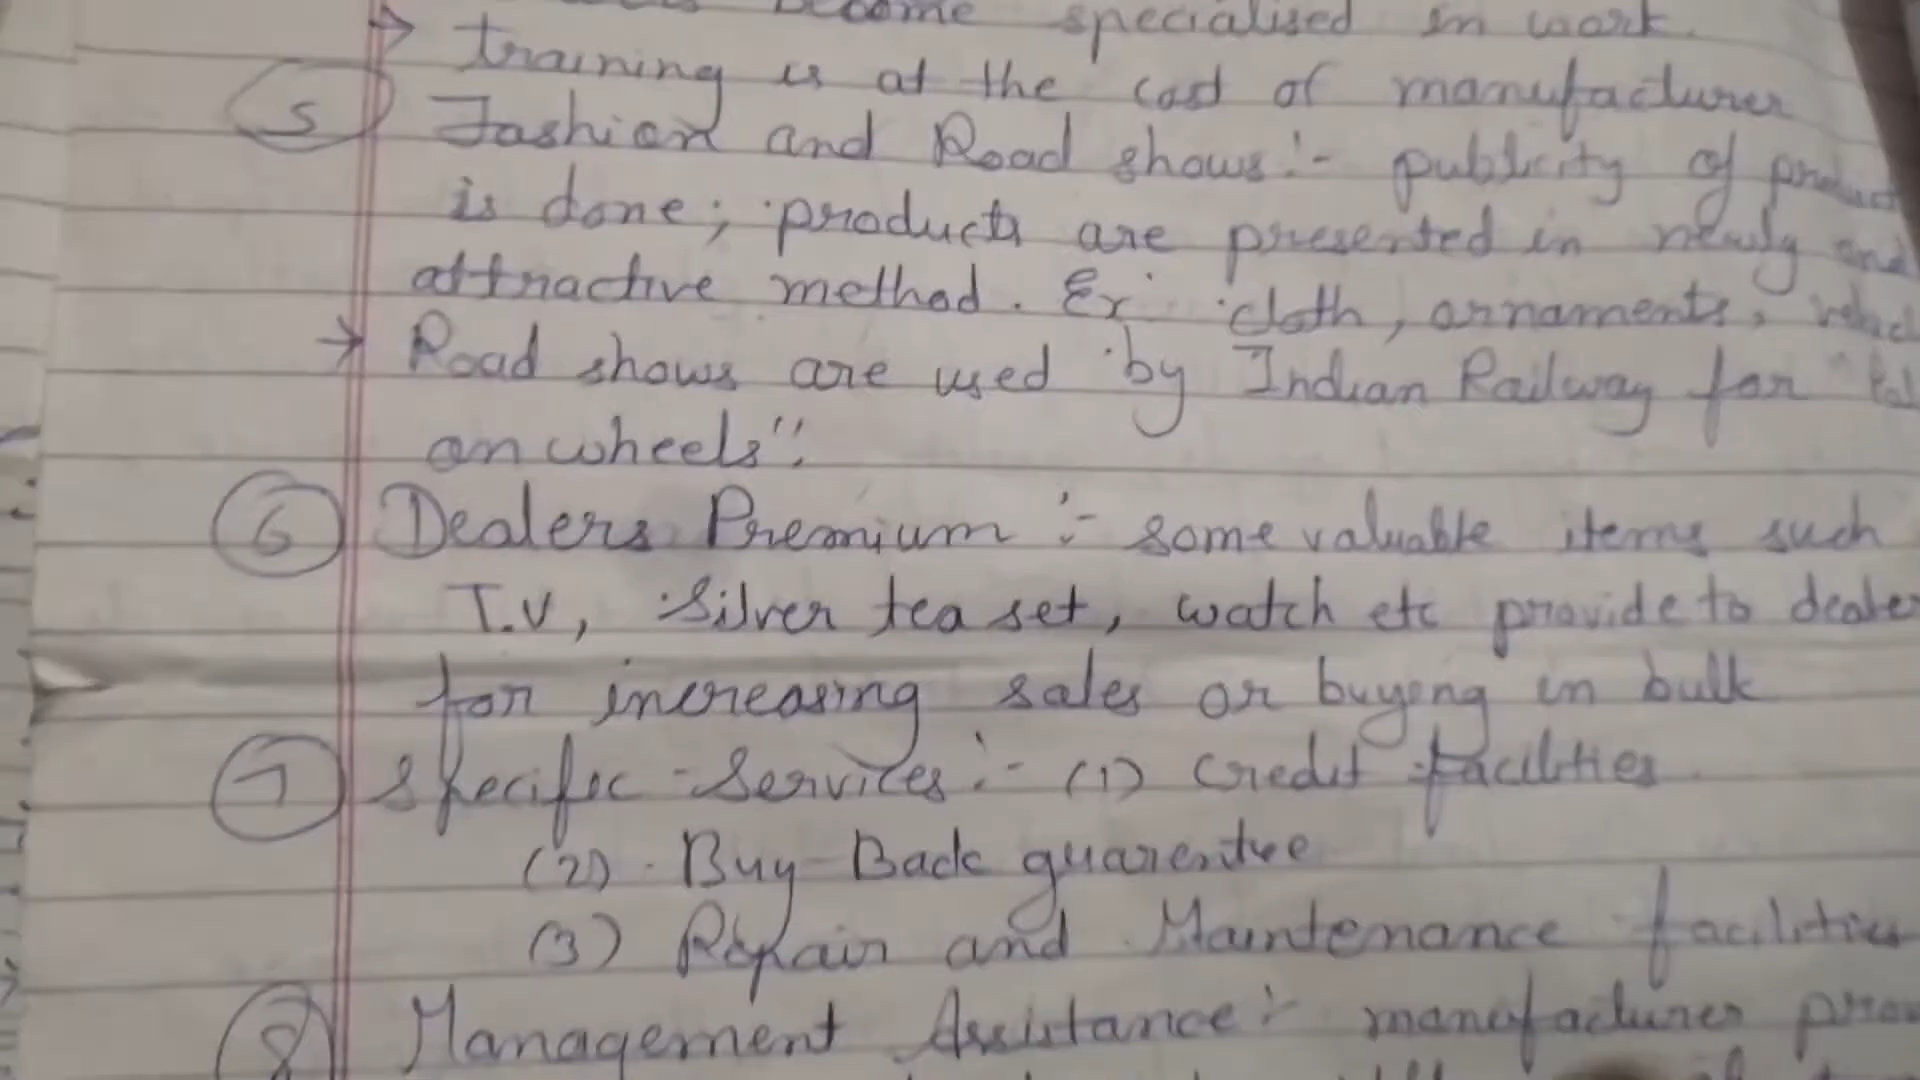 become specialised in work.
→ training is at the cost of manufacturer
5 Fashion and Road shows :- publicity of product
is done; products are presented in newly and
attractive method. Ex: cloth, ornaments,
→ Road shows are used by Indian Railway for "
on wheels".
6 Dealers Premium :- some valuable items such
T.V, Silver tea set, watch etc provide to dealer
for increasing sales or buying in bulk
7 Specific Services :- (1) Credit facilities
(2) Buy Back guarentee
(3) Repair and Maintenance facilities
8 Management Assistance :- manufacturer